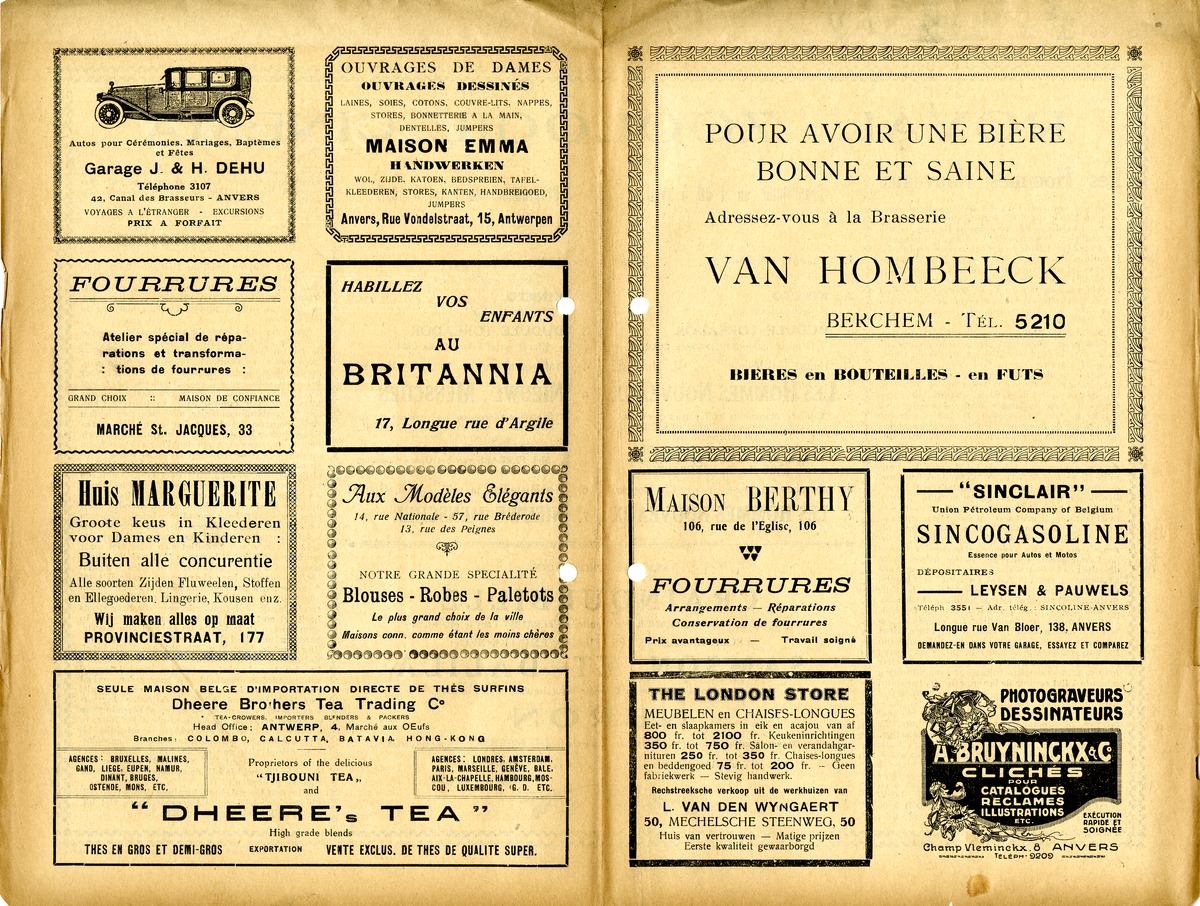 Autos pour Cérémonies, Mariages, Baptêmes
et Fêtes
Garage J. & H. DEHU
Téléphone 3107
42, Canal des Brasseurs - ANVERS
VOYAGES A L'ÉTRANGER - EXCURSIONS
PRIX A FORFAIT
OUVRAGES DE DAMES
OUVRAGES DESSINÉS
LAINES, SOIES, COTONS, COUVRE-LITS, NAPPES,
STORES, BONNETTERIE A LA MAIN,
DENTELLES, JUMPERS
MAISON EMMA
HANDWERKEN
WOL, ZIJDE. KATOEN, BEDSPREIEN, TAFEL-
KLEEDEREN, STORES, KANTEN, HANDBREIGOED,
JUMPERS
Anvers, Rue Vondelstraat, 15, Antwerpen
FOURRURES
Atelier spécial de répa-
rations et transforma-
: tions de fourrures :
GRAND CHOIX :: MAISON DE CONFIANCE
MARCHÉ St. JACQUES, 33
HABILLEZ
VOS
ENFANTS
AU
BRITANNIA
17, Longue rue d'Argile
Huis MARGUERITE
Groote keus in Kleederen
voor Dames en Kinderen :
Buiten alle concurentie
Alle soorten Zijden Fluweelen, Stoffen
en Ellegoederen, Lingerie, Kousen enz.
Wij maken alles op maat
PROVINCIESTRAAT, 177
Aux Modèles Élégants
14, rue Nationale - 57, rue Bréderode
13, rue des Peignes
NOTRE GRANDE SPECIALITÉ
Blouses - Robes - Paletots
Le plus grand choix de la ville
Maisons conn. comme étant les moins chères
SEULE MAISON BELGE D'IMPORTATION DIRECTE DE THÉS SURFINS
Dheere Brothers Tea Trading Co
TEA-GROWERS, IMPORTERS BLENDERS & PACKERS
Head Office: ANTWERP, 4, Marché aux OEufs
Branches: COLOMBO, CALCUTTA, BATAVIA HONG-KONG
AGENCES: BRUXELLES, MALINES,
GAND, LIEGE, EUPEN, NAMUR,
DINANT, BRUGES,
OSTENDE, MONS, ETC.
Proprietors of the delicious
"TJIBOUNI TEA„
and
AGENCES: LONDRES, AMSTERDAM,
PARIS, MARSEILLE, GENÈVE, BALE,
AIX-LA-CHAPELLE, HAMBOURG, MOS-
COU, LUXEMBOURG, G. D. ETC.
"DHEERE's TEA"
High grade blends
THES EN GROS ET DEMI-GROS EXPORTATION VENTE EXCLUS. DE THES DE QUALITE SUPER.
POUR AVOIR UNE BIÈRE
BONNE ET SAINE
Adressez-vous à la Brasserie
VAN HOMBEECK
BERCHEM - TÉL. 5210
BIERES en BOUTEILLES - en FUTS
MAISON BERTHY
106, rue de l'Eglise, 106
FOURRURES
Arrangements — Réparations
Conservation de fourrures
Prix avantageux — Travail soigné
— "SINCLAIR" —
Union Pétroleum Company of Belgium
SINCOGASOLINE
Essence pour Autos et Motos
DÉPOSITAIRES
— LEYSEN & PAUWELS
Téléph 3551 - Adr. télég.: SINCOLINE-ANVERS
Longue rue Van Bloer, 138, ANVERS
DEMANDEZ-EN DANS VOTRE GARAGE, ESSAYEZ ET COMPAREZ
THE LONDON STORE
MEUBELEN en CHAISES-LONGUES
Eet- en slaapkamers in eik en acajou van af
800 fr. tot 2100 fr. Keukeninrichtingen
350 fr. tot 750 fr. Salon- en verandahgar-
nituren 250 fr. tot 350 fr. Chaises-longues
en beddengoed 75 fr. tot 200 fr. - Geen
fabriekwerk — Stevig handwerk.
Rechstreeksche verkoop uit de werkhuizen van
L. VAN DEN WYNGAERT
50, MECHELSCHE STEENWEG, 50
Huis van vertrouwen — Matige prijzen
Eerste kwaliteit gewaarborgd
PHOTOGRAVEURS
DESSINATEURS
A. BRUYNINCKX & Co
CLICHÉS
POUR
CATALOGUES
RECLAMES
ILLUSTRATIONS
ETC.
EXÉCUTION
RAPIDE ET
SOIGNÉE
Champ Vleminckx. 8 ANVERS
TÉLÉPH· 9209